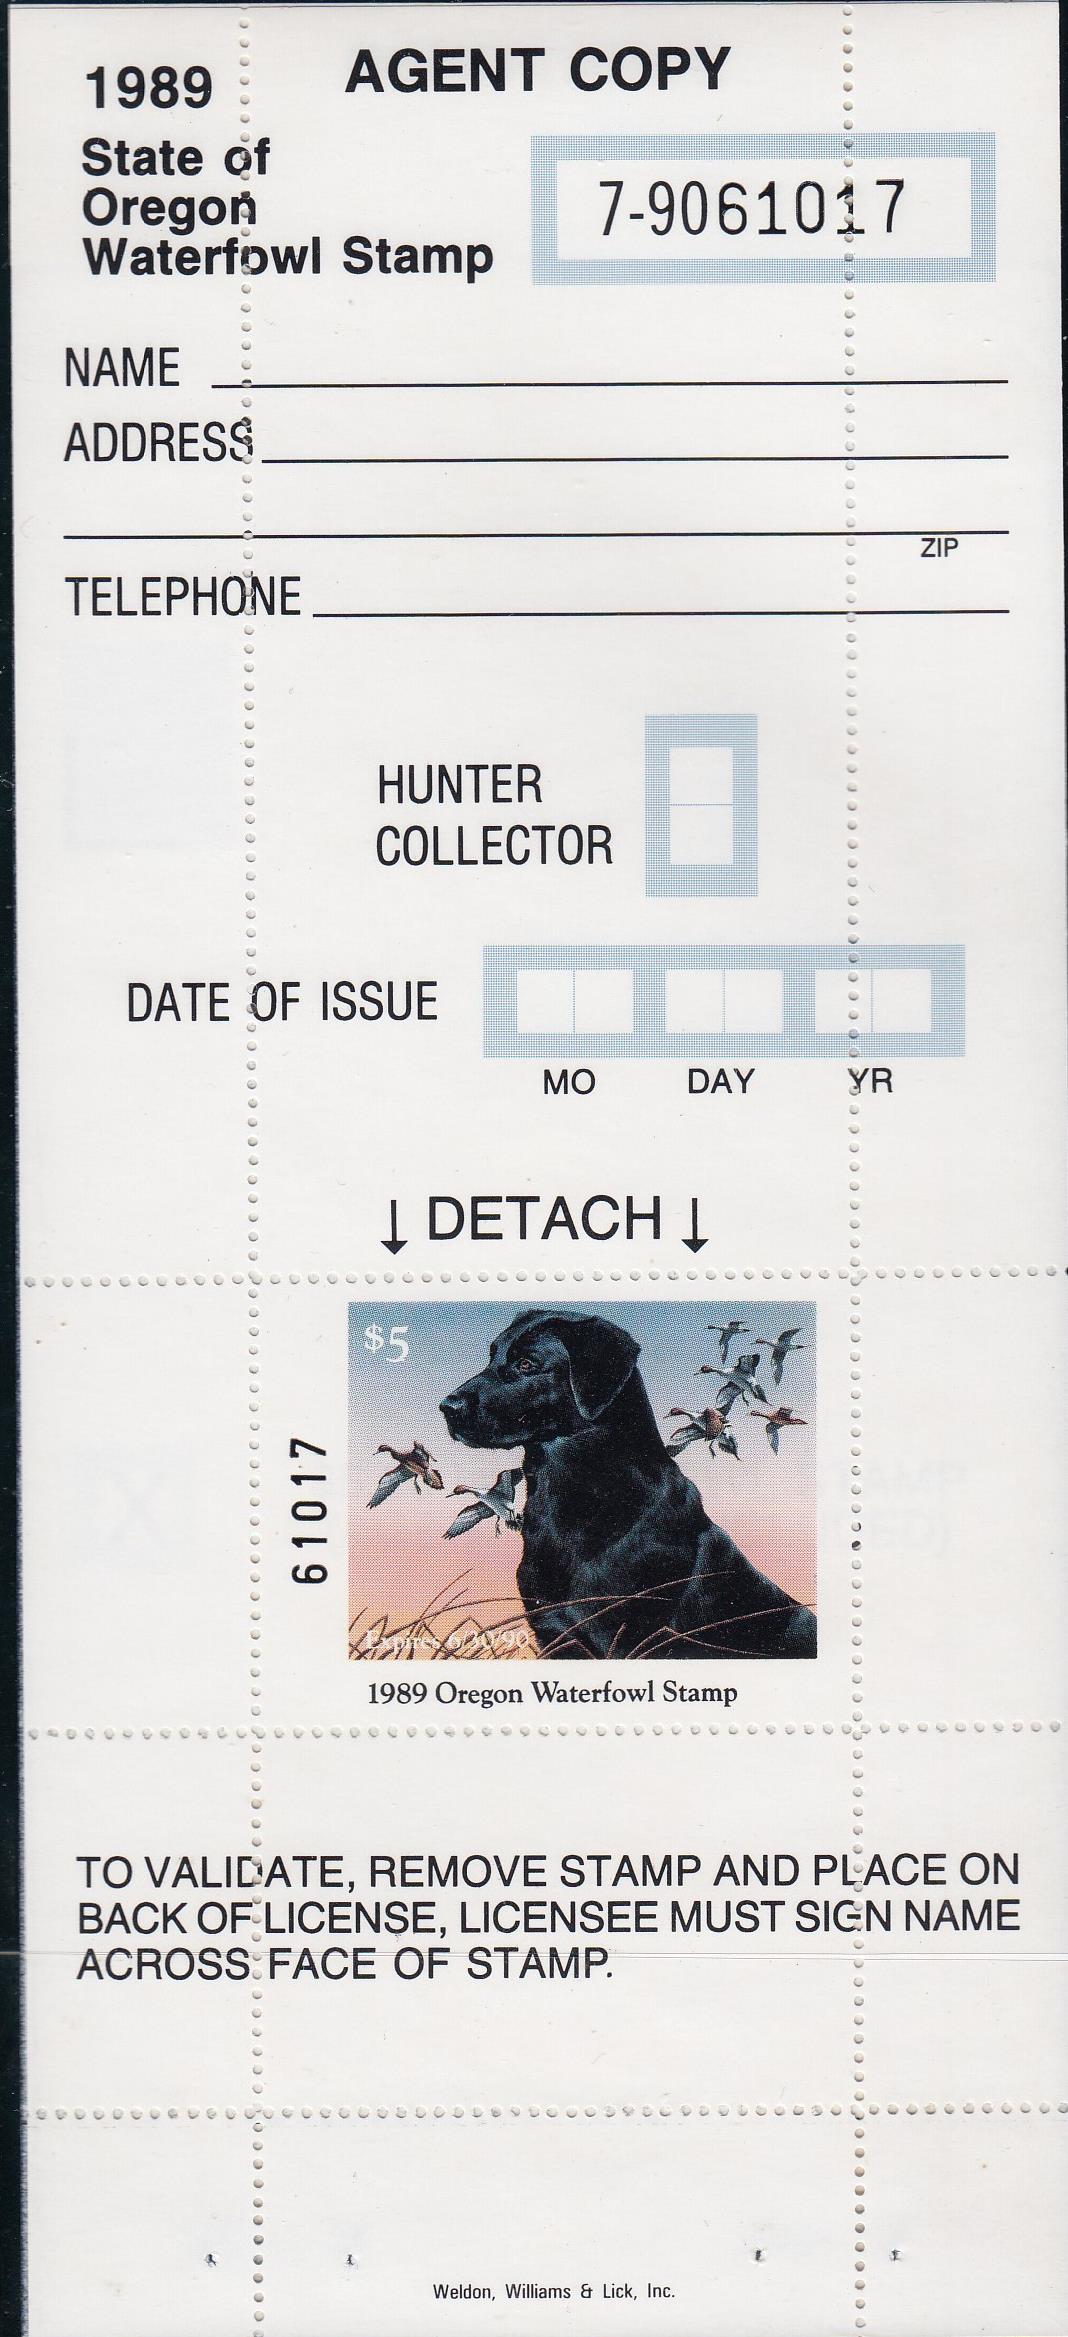 AGENT COPY
1989
State of
Oregon
Waterfowl Stamp
7-9061017
NAME
ADDRESS
ZIP
TELEPHONE
HUNTER
COLLECTOR
DATE OF ISSUE
MO DAY YR
↓ DETACH ↓
$5
61017
Expires 6/30/90
1989 Oregon Waterfowl Stamp
TO VALIDATE, REMOVE STAMP AND PLACE ON
BACK OF LICENSE, LICENSEE MUST SIGN NAME
ACROSS FACE OF STAMP.
Weldon, Williams & Lick, Inc.